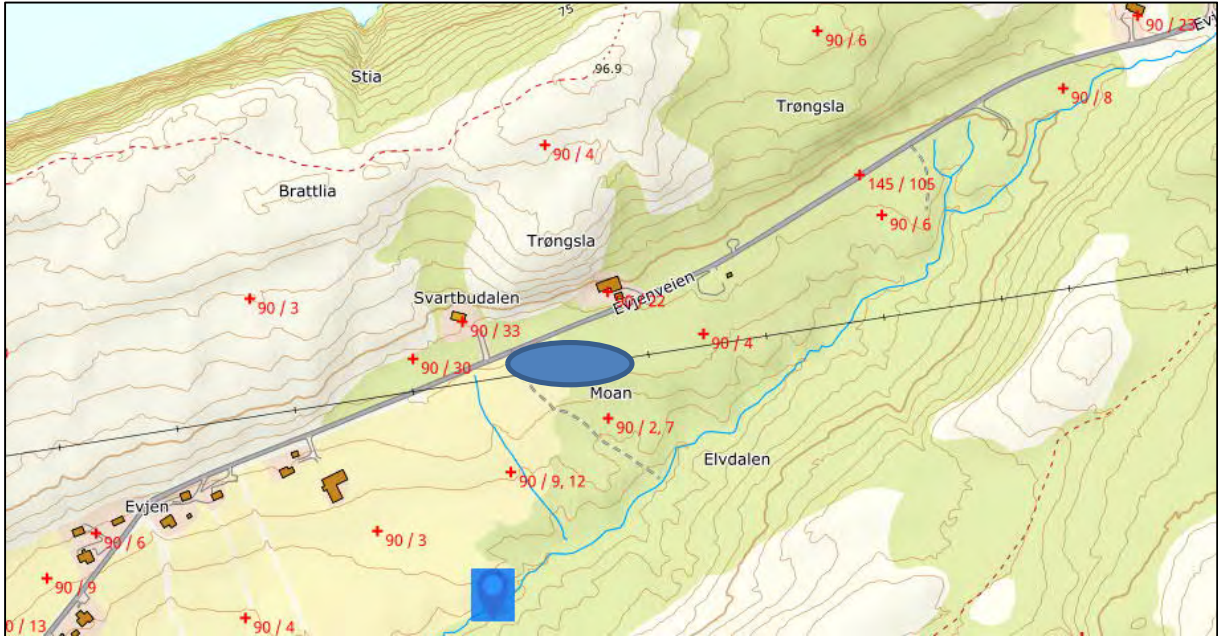 75
Evj
90 / 23
90 / 6
96.9
Stia
90 / 8
Trøngsla
90 / 4
145 / 105
Brattlia
90 / 6
Trøngsla
Evjenveien
Svartbudalen
90 / 3
22
90 / 33
90 / 4
90 / 30
Moan
90 / 2, 7
Elvdalen
90 / 9, 12
Evjen
90 / 3
90 / 6
90 / 9
0 / 13
90 / 4